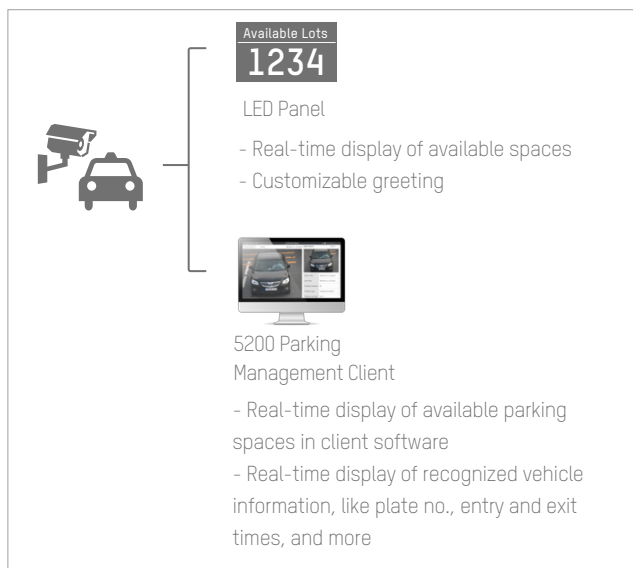 Available Lots
1234
LED Panel
- Real-time display of available spaces
- Customizable greeting
5200 Parking
Management Client
- Real-time display of available parking
spaces in client software
- Real-time display of recognized vehicle
information, like plate no., entry and exit
times, and more